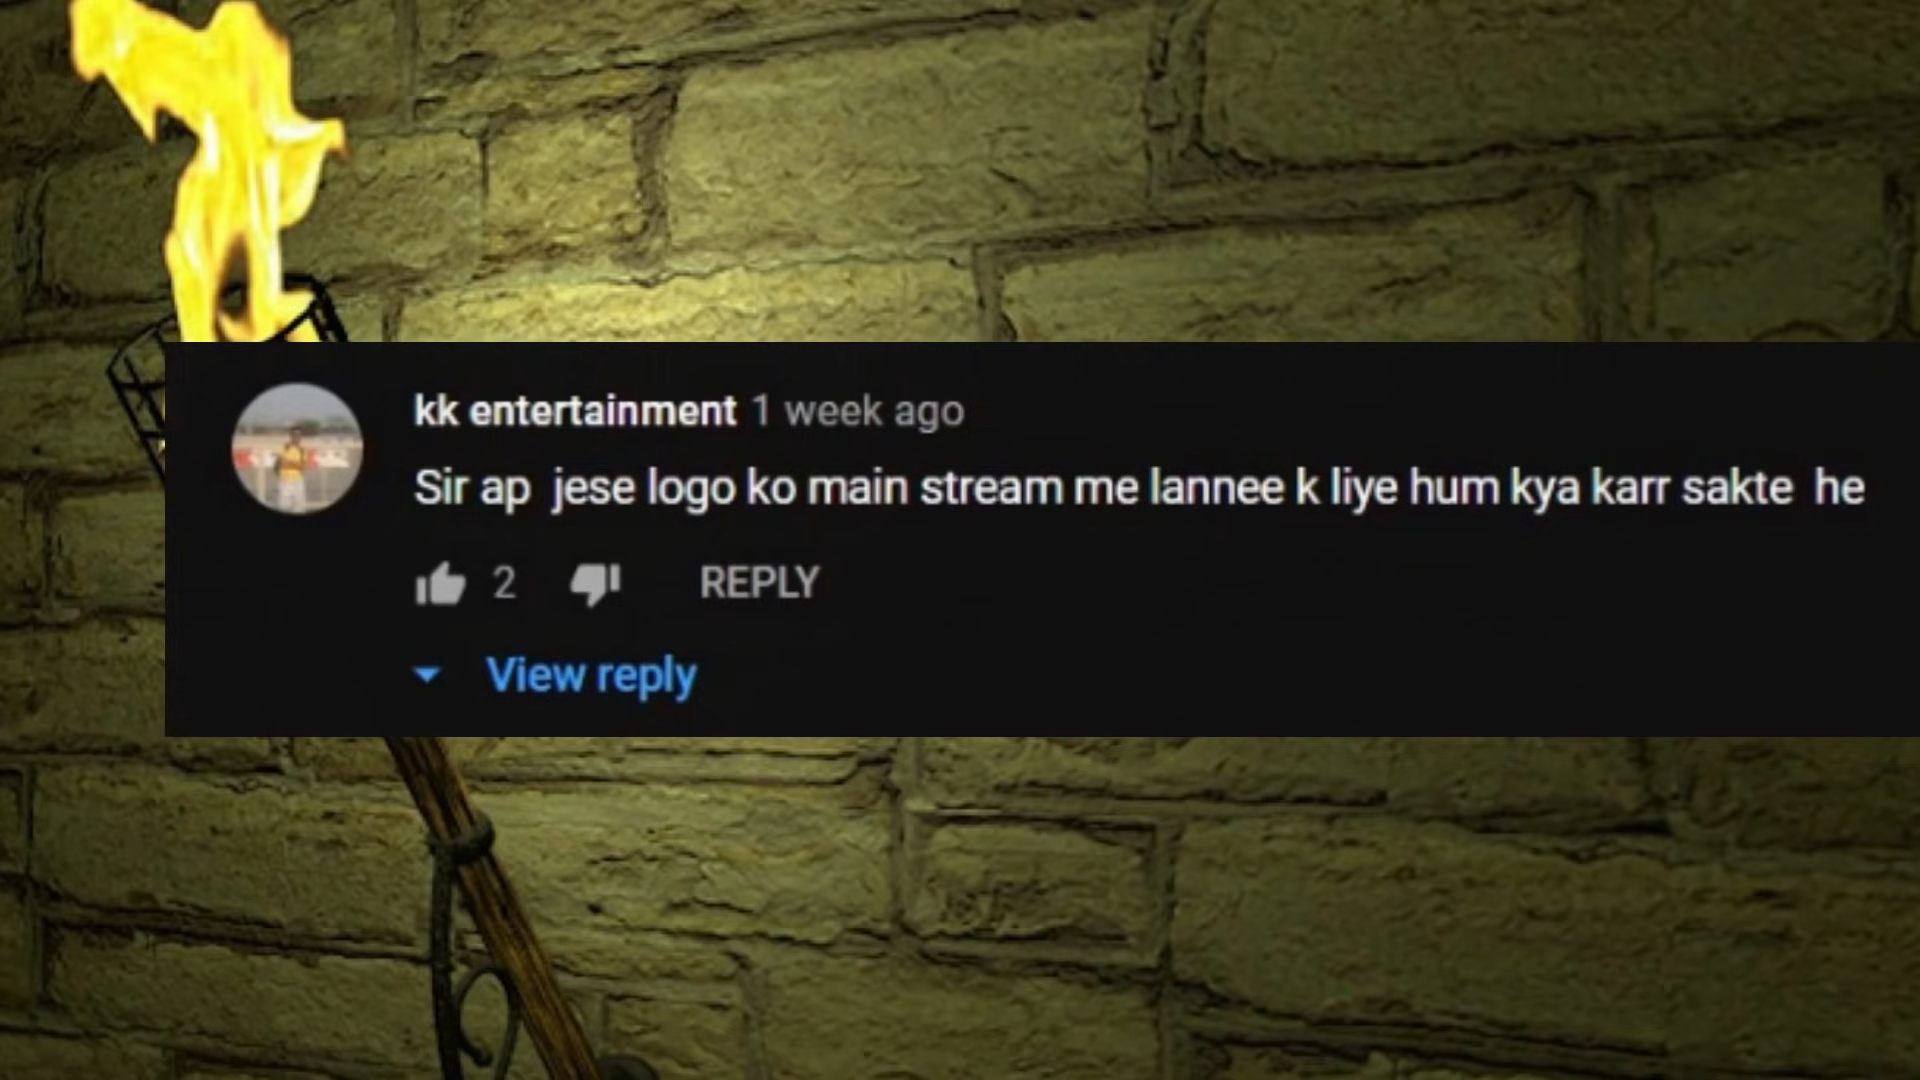 kk entertainment 1 week ago
Sir ap  jese logo ko main stream me lannee k liye hum kya karr sakte  he
2 REPLY
View reply